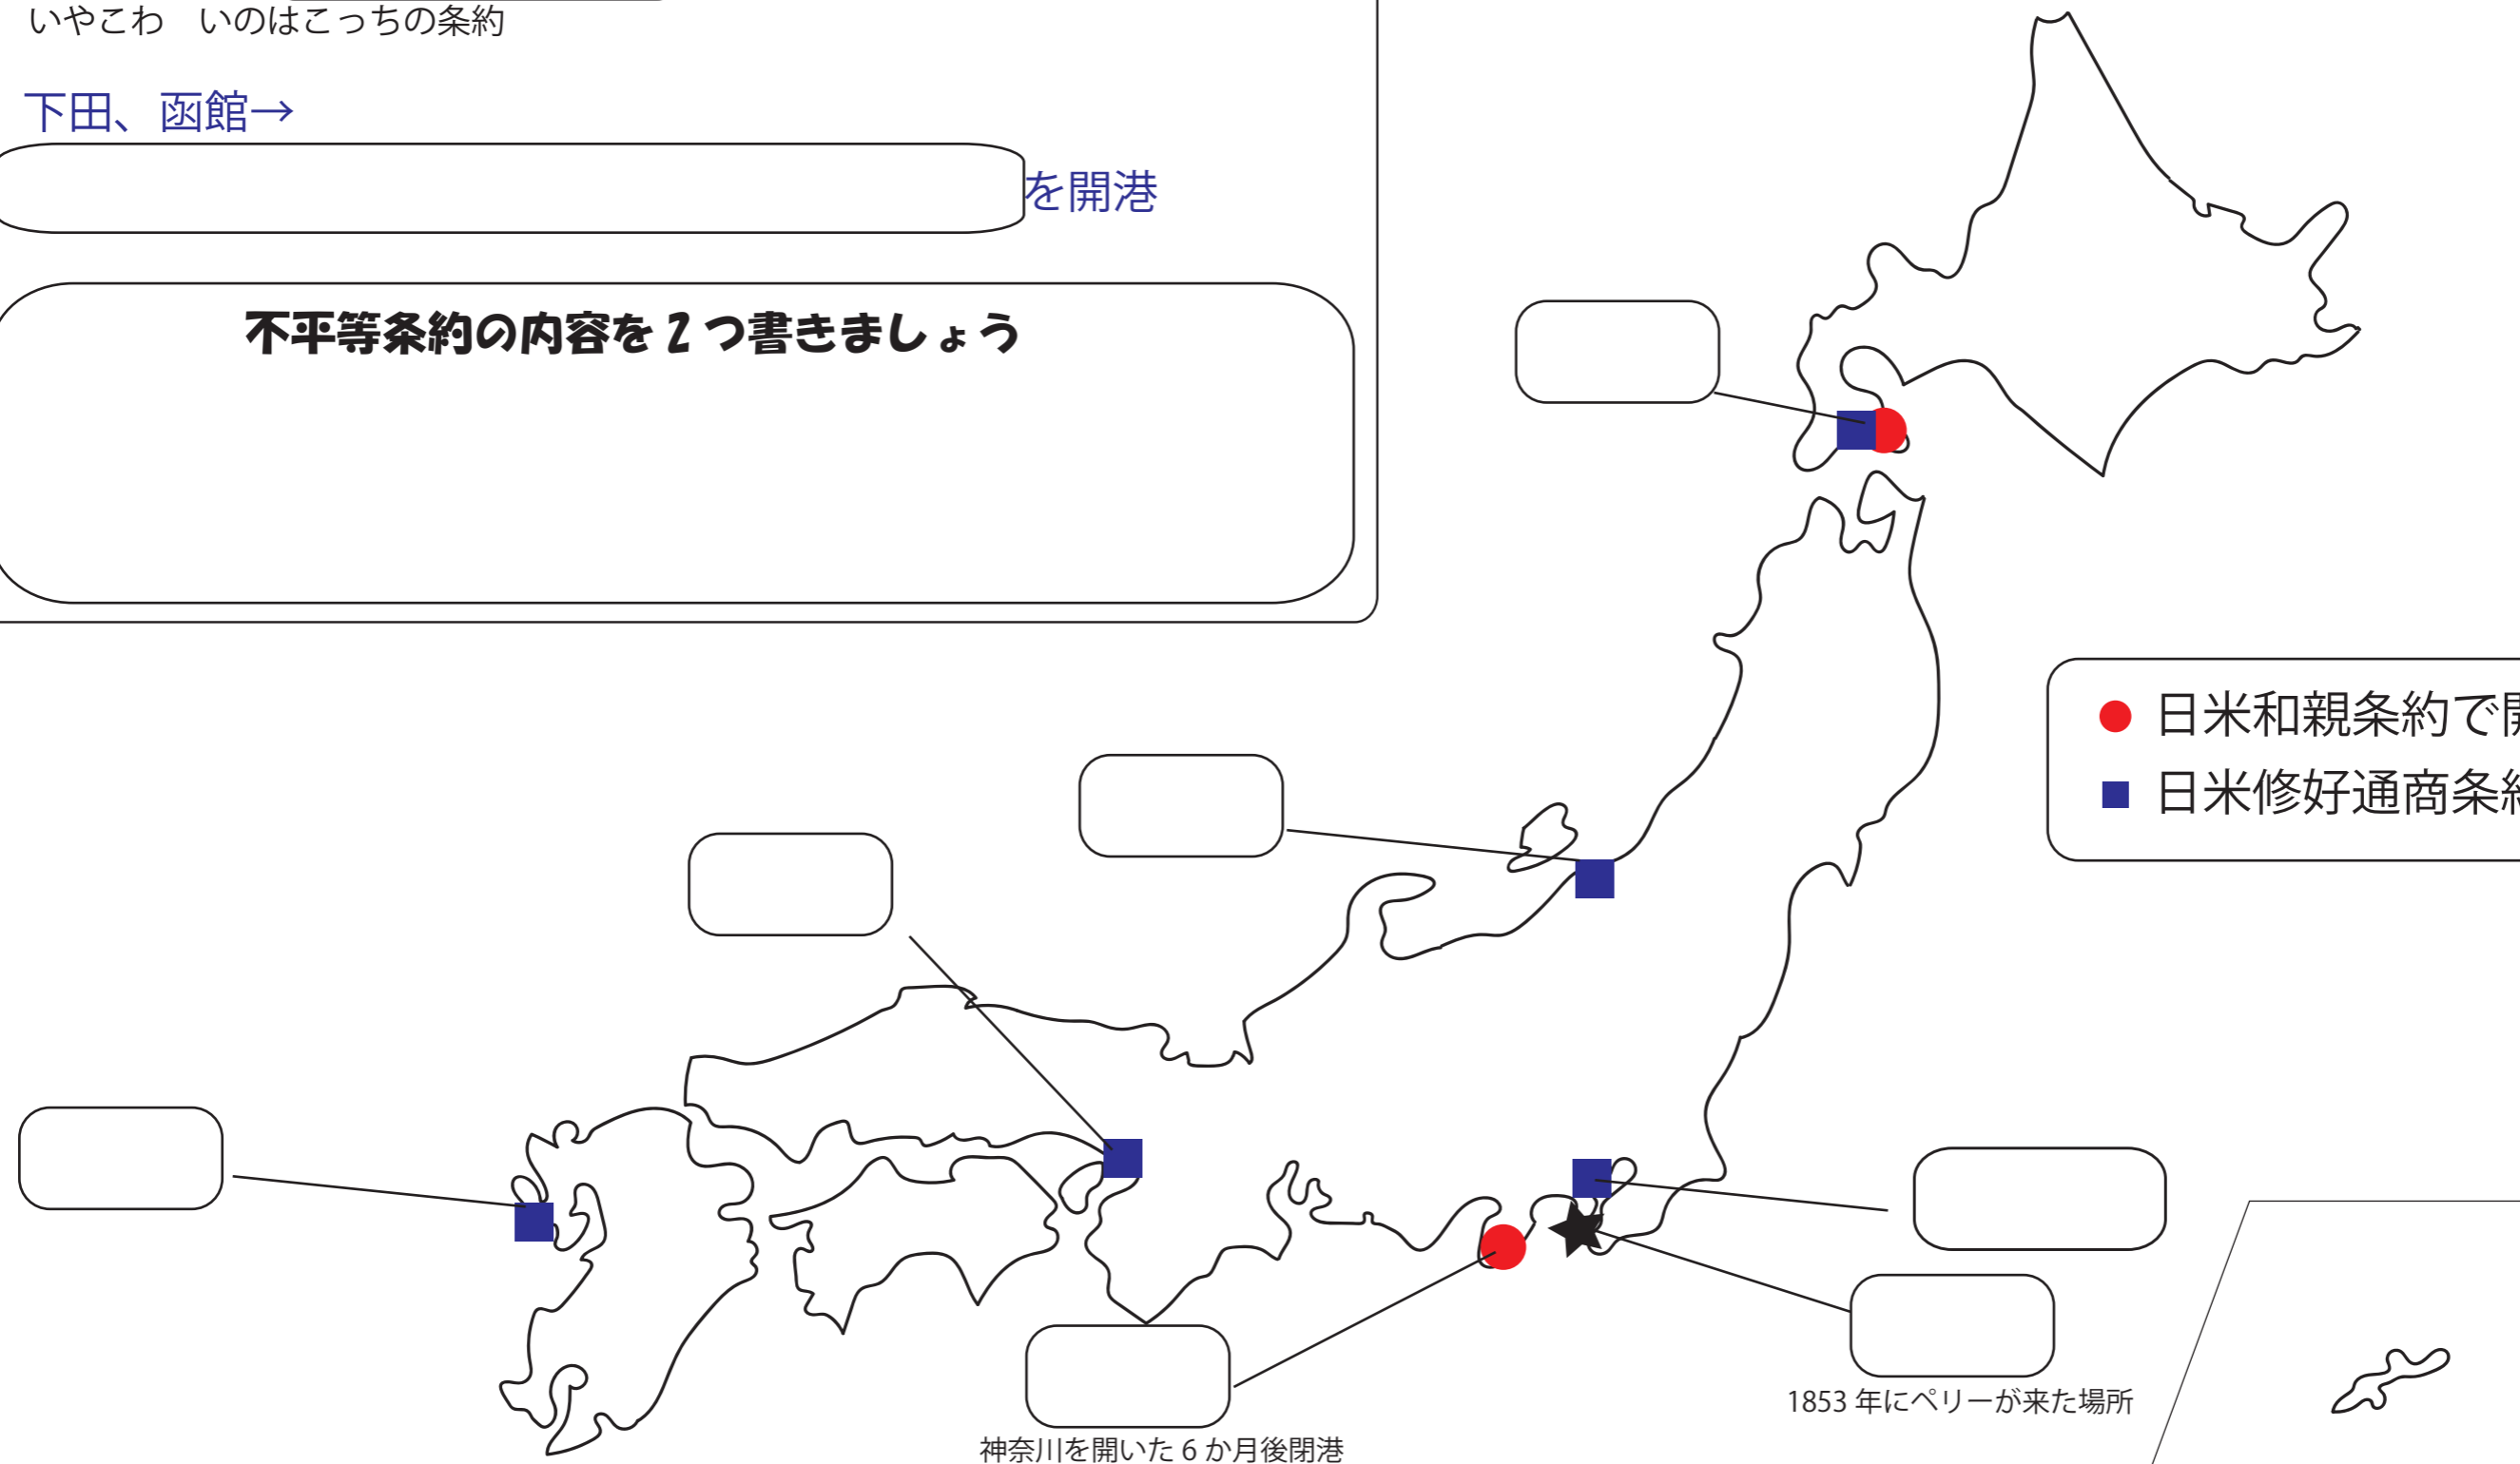 いやこわ　いのはこっちの条約
下田、函館→
を開港
不平等条約の内容を2つ書きましょう
日米和親条約で開
日米修好通商条約
1853 年にペリーが来た場所
神奈川を開いた 6 か月後閉港